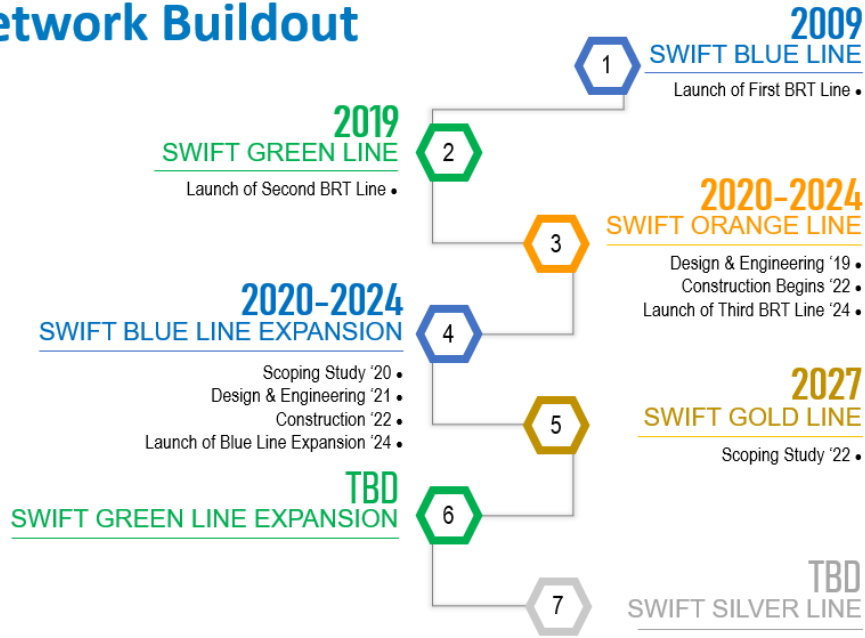 etwork Buildout
2009
SWIFT BLUE LINE
Launch of First BRT Line •
1
2019
SWIFT GREEN LINE
Launch of Second BRT Line •
2
2020-2024
SWIFT ORANGE LINE
Design & Engineering ‘19 •
Construction Begins ‘22 •
Launch of Third BRT Line ‘24 •
3
2020-2024
SWIFT BLUE LINE EXPANSION
Scoping Study ‘20 •
Design & Engineering ‘21 •
Construction ‘22 •
Launch of Blue Line Expansion ‘24 •
4
2027
SWIFT GOLD LINE
Scoping Study ‘22 •
5
TBD
SWIFT GREEN LINE EXPANSION
6
TBD
SWIFT SILVER LINE
7